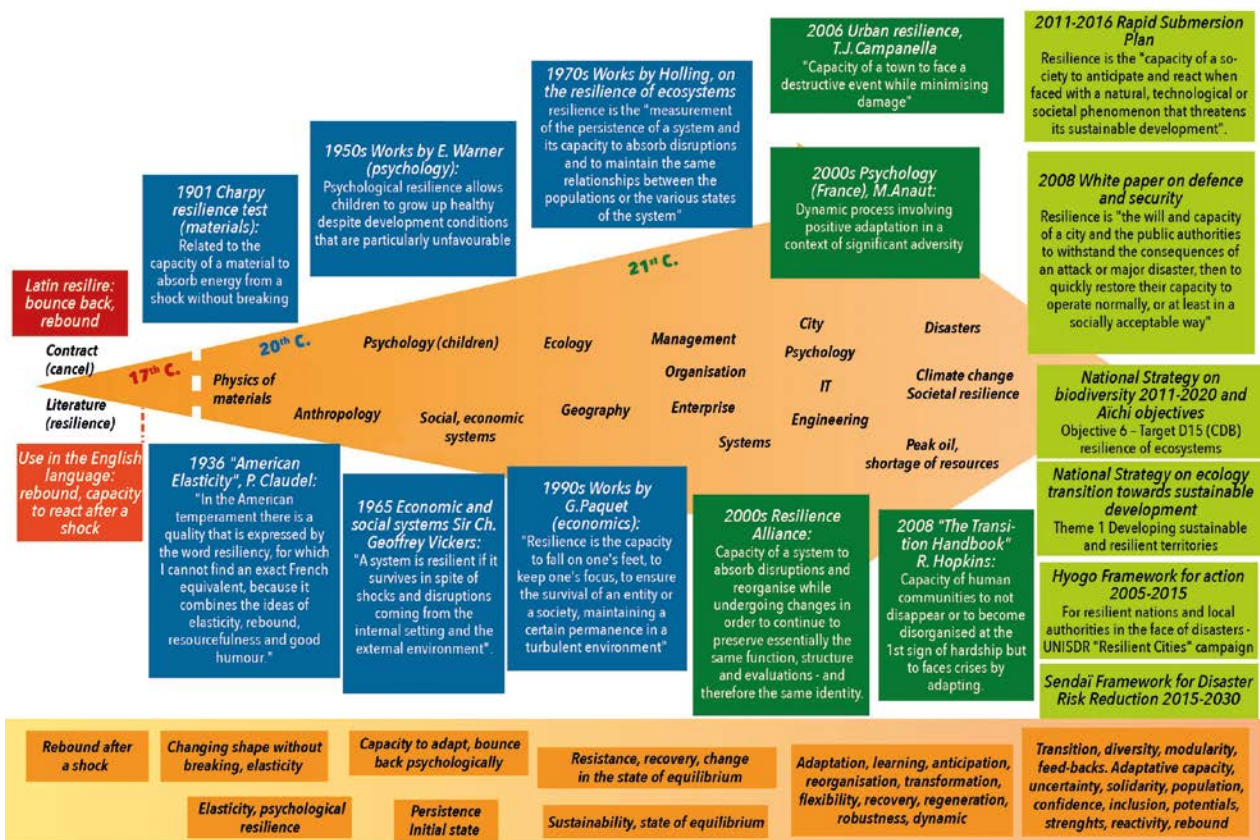 2006 Urban resilience,
T.J.Campanella
"Capacity of a town to face a
destructive event while minimising
damage"
2011-2016 Rapid Submersion
Plan
Resilience is the "capacity of a so-
ciety to anticipate and react when
faced with a natural, technological or
societal phenomenon that threatens
its sustainable development".
1970s Works by Holling, on
the resilience of ecosystems
resilience is the "measurement
of the persistence of a system and
its capacity to absorb disruptions
and to maintain the same
relationships between the
populations or the various states
of the system"
1950s Works by E. Warner
(psychology):
Psychological resilience allows
children to grow up healthy
despite development conditions
that are particularly unfavourable
2000s Psychology
(France), M.Anaut:
Dynamic process involving
positive adaptation in a
context of significant adversity
2008 White paper on defence
and security
Resilience is "the will and capacity
of a city and the public authorities
to withstand the consequences of
an attack or major disaster, then to
quickly restore their capacity to
operate normally, or at least in a
socially acceptable way"
1901 Charpy
resilience test
(materials):
Related to the
capacity of a material to
absorb energy from a
shock without breaking
Latin resilire:
bounce back,
rebound
Contract
(cancel)
Literature
(resilience)
17th C.
20th C.
21st C.
Physics of
materials
Psychology (children)
Anthropology
Social, economic
systems
Ecology
Geography
Management
Organisation
Enterprise
Systems
City
Psychology
IT
Engineering
Disasters
Climate change
Societal resilience
Peak oil,
shortage of resources
National Strategy on
biodiversity 2011-2020 and
Aïchi objectives
Objective 6 – Target D15 (CDB)
resilience of ecosystems
National Strategy on ecology
transition towards sustainable
development
Theme 1 Developing sustainable
and resilient territories
Hyogo Framework for action
2005-2015
For resilient nations and local
authorities in the face of disasters -
UNISDR "Resilient Cities" campaign
Sendaï Framework for Disaster
Risk Reduction 2015-2030
Use in the English
language:
rebound, capacity
to react after a
shock
1936 "American
Elasticity", P. Claudel:
"In the American
temperament there is a
quality that is expressed by
the word resiliency, for which
I cannot find an exact French
equivalent, because it
combines the ideas of
elasticity, rebound,
resourcefulness and good
humour."
1965 Economic and
social systems Sir Ch.
Geoffrey Vickers:
"A system is resilient if it
survives in spite of
shocks and disruptions
coming from the
internal setting and the
external environment".
1990s Works by
G.Paquet (economics):
"Resilience is the capacity
to fall on one's feet, to
keep one's focus, to ensure
the survival of an entity or
a society, maintaining a
certain permanence in a
turbulent environment"
2000s Resilience
Alliance:
Capacity of a system to
absorb disruptions and
reorganise while
undergoing changes in
order to continue to
preserve essentially the
same function, structure
and evaluations - and
therefore the same identity.
2008 "The Transi-
tion Handbook"
R. Hopkins:
Capacity of human
communities to not
disappear or to become
disorganised at the
1st sign of hardship but
to faces crises by
adapting.
Rebound after
a shock
Changing shape without
breaking, elasticity
Elasticity, psychological
resilience
Capacity to adapt, bounce
back psychologically
Persistence
Initial state
Resistance, recovery, change
in the state of equilibrium
Sustainability, state of equilibrium
Adaptation, learning, anticipation,
reorganisation, transformation,
flexibility, recovery, regeneration,
robustness, dynamic
Transition, diversity, modularity,
feed-backs. Adaptative capacity,
uncertainty, solidarity, population,
confidence, inclusion, potentials,
strenghts, reactivity, rebound